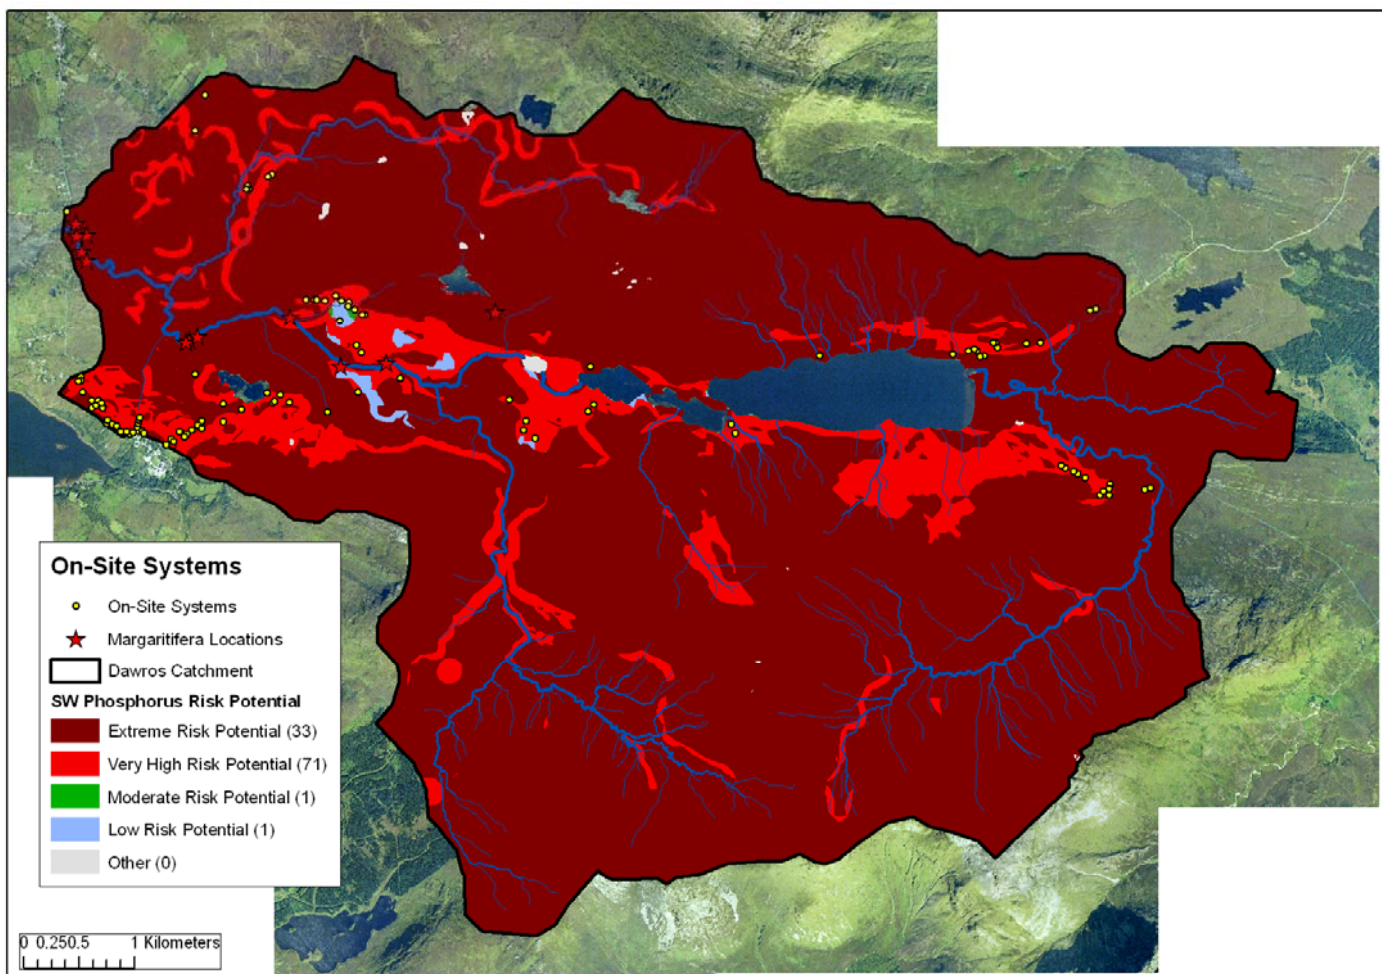 On-Site Systems
On-Site Systems
Margaritifera Locations
Dawros Catchment
SW Phosphorus Risk Potential
Extreme Risk Potential (33)
Very High Risk Potential (71)
Moderate Risk Potential (1)
Low Risk Potential (1)
Other (0)
0 0.250.5 1 Kilometers